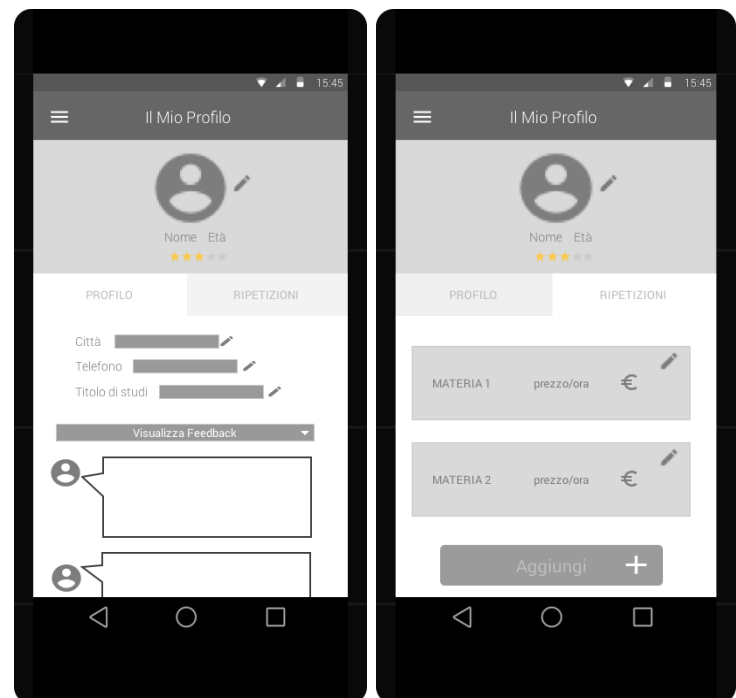 15:45
Il Mio Profilo
Nome Età
PROFILO RIPETIZIONI
Città
Telefono
Titolo di studi
Visualizza Feedback
15:45
Il Mio Profilo
Nome Età
PROFILO RIPETIZIONI
MATERIA 1 prezzo/ora €
MATERIA 2 prezzo/ora €
Aggiungi +